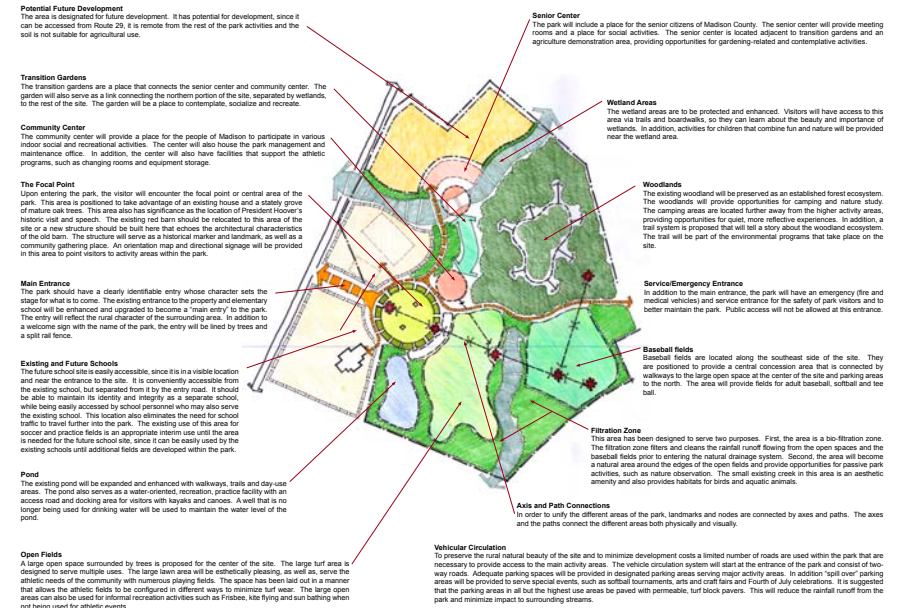 Potential Future Development
The area is designated for future development.  It has potential for development, since it
can be accessed from Route 29, it is remote from the rest of the park activities and the
soil is not suitable for agricultural use.
Senior Center
The park will include a place for the senior citizens of Madison County.  The senior center will provide meeting
rooms and a place for social activities.  The senior center is located adjacent to transition gardens and an
agriculture demonstration area, providing opportunities for gardening-related and contemplative activities.
Transition Gardens
The transition gardens are a place that connects the senior center and community center.  The
garden will also serve as a link connecting the northern portion of the site, separated by wetlands,
to the rest of the site.  The garden will be a place to contemplate, socialize and recreate.
Wetland Areas
The wetland areas are to be protected and enhanced.  Visitors will have access to this
area via trails and boardwalks, so they can learn about the beauty and importance of
wetlands.  In addition, activities for children that combine fun and nature will be provided
near the wetland area.
Community Center
The community center will provide a place for the people of Madison to participate in various
indoor social and recreational activities.  The center will also house the park management and
maintenance office.  In addition, the center will also have facilities that support the athletic
programs, such as changing rooms and equipment storage.
The Focal Point
Upon entering the park, the visitor will encounter the focal point or central area of the
park.  This area is positioned to take advantage of an existing house and a stately grove
of mature oak trees.  This area also has significance as the location of President Hoover's
historic visit and speech.  The existing red barn should be relocated to this area of the
site or a new structure should be built here that echoes the architectural characteristics
of the old barn.  The structure will serve as a historical marker and landmark, as well as a
community gathering place.  An orientation map and directional signage will be provided
in this area to point visitors to activity areas within the park.
Woodlands
The existing woodland will be preserved as an established forest ecosystem.
The woodlands will provide opportunities for camping and nature study.
The camping areas are located further away from the higher activity areas,
providing opportunities for quiet, more reflective experiences.  In addition, a
trail system is proposed that will tell a story about the woodland ecosystem.
The trail will be part of the environmental programs that take place on the
site.
Main Entrance
The park should have a clearly identifiable entry whose character sets the
stage for what is to come.  The existing entrance to the property and elementary
school will be enhanced and upgraded to become a "main entry" to the park.
The entry will reflect the rural character of the surrounding area.  In addition to
a welcome sign with the name of the park, the entry will be lined by trees and
a split rail fence.
Service/Emergency Entrance
In addition to the main entrance, the park will have an emergency (fire and
medical vehicles) and service entrance for the safety of park visitors and to
better maintain the park.  Public access will not be allowed at this entrance.
Existing and Future Schools
The future school site is easily accessible, since it is in a visible location
and near the entrance to the site.  It is conveniently accessible from
the existing school, but separated from it by the entry road.  It should
be able to maintain its identity and integrity as a separate school,
while being easily accessed by school personnel who may also serve
the existing school.  This location also eliminates the need for school
traffic to travel further into the park.  The existing use of this area for
soccer and practice fields is an appropriate interim use until the area
is needed for the future school site, since it can be easily used by the
existing schools until additional fields are developed within the park.
Baseball fields
Baseball fields are located along the southeast side of the site.  They
are positioned to provide a central concession area that is connected by
walkways to the large open space at the center of the site and parking areas
to the north.  The area will provide fields for adult baseball, softball and tee
ball.
Filtration Zone
This area has been designed to serve two purposes.  First, the area is a bio-filtration zone.
The filtration zone filters and cleans the rainfall runoff flowing from the open spaces and the
baseball fields prior to entering the natural drainage system.  Second, the area will become
a natural area around the edges of the open fields and provide opportunities for passive park
activities, such as nature observation.  The small existing creek in this area is an aesthetic
amenity and also provides habitats for birds and aquatic animals.
Pond
The existing pond will be expanded and enhanced with walkways, trails and day-use
areas.  The pond also serves as a water-oriented, recreation, practice facility with an
access road and docking area for visitors with kayaks and canoes.  A well that is no
longer being used for drinking water will be used to maintain the water level of the
pond.
Axis and Path Connections
In order to unify the different areas of the park, landmarks and nodes are connected by axes and paths.  The axes
and the paths connect the different areas both physically and visually.
Open Fields
A large open space surrounded by trees is proposed for the center of the site.  The large turf area is
designed to serve multiple uses.  The large lawn area will be esthetically pleasing, as well as, serve the
athletic needs of the community with numerous playing fields.  The space has been laid out in a manner
that allows the athletic fields to be configured in different ways to minimize turf wear.  The large open
areas can also be used for informal recreation activities such as Frisbee, kite flying and sun bathing when
not being used for athletic events.
Vehicular Circulation
To preserve the rural natural beauty of the site and to minimize development costs a limited number of roads are used within the park that are
necessary to provide access to the main activity areas.  The vehicle circulation system will start at the entrance of the park and consist of two-
way roads.  Adequate parking spaces will be provided in designated parking areas serving major activity areas.  In addition "spill over" parking
areas will be provided to serve special events, such as softball tournaments, arts and craft fairs and Fourth of July celebrations.  It is suggested
that the parking areas in all but the highest use areas be paved with permeable, turf block pavers.  This will reduce the rainfall runoff from the
park and minimize impact to surrounding streams.